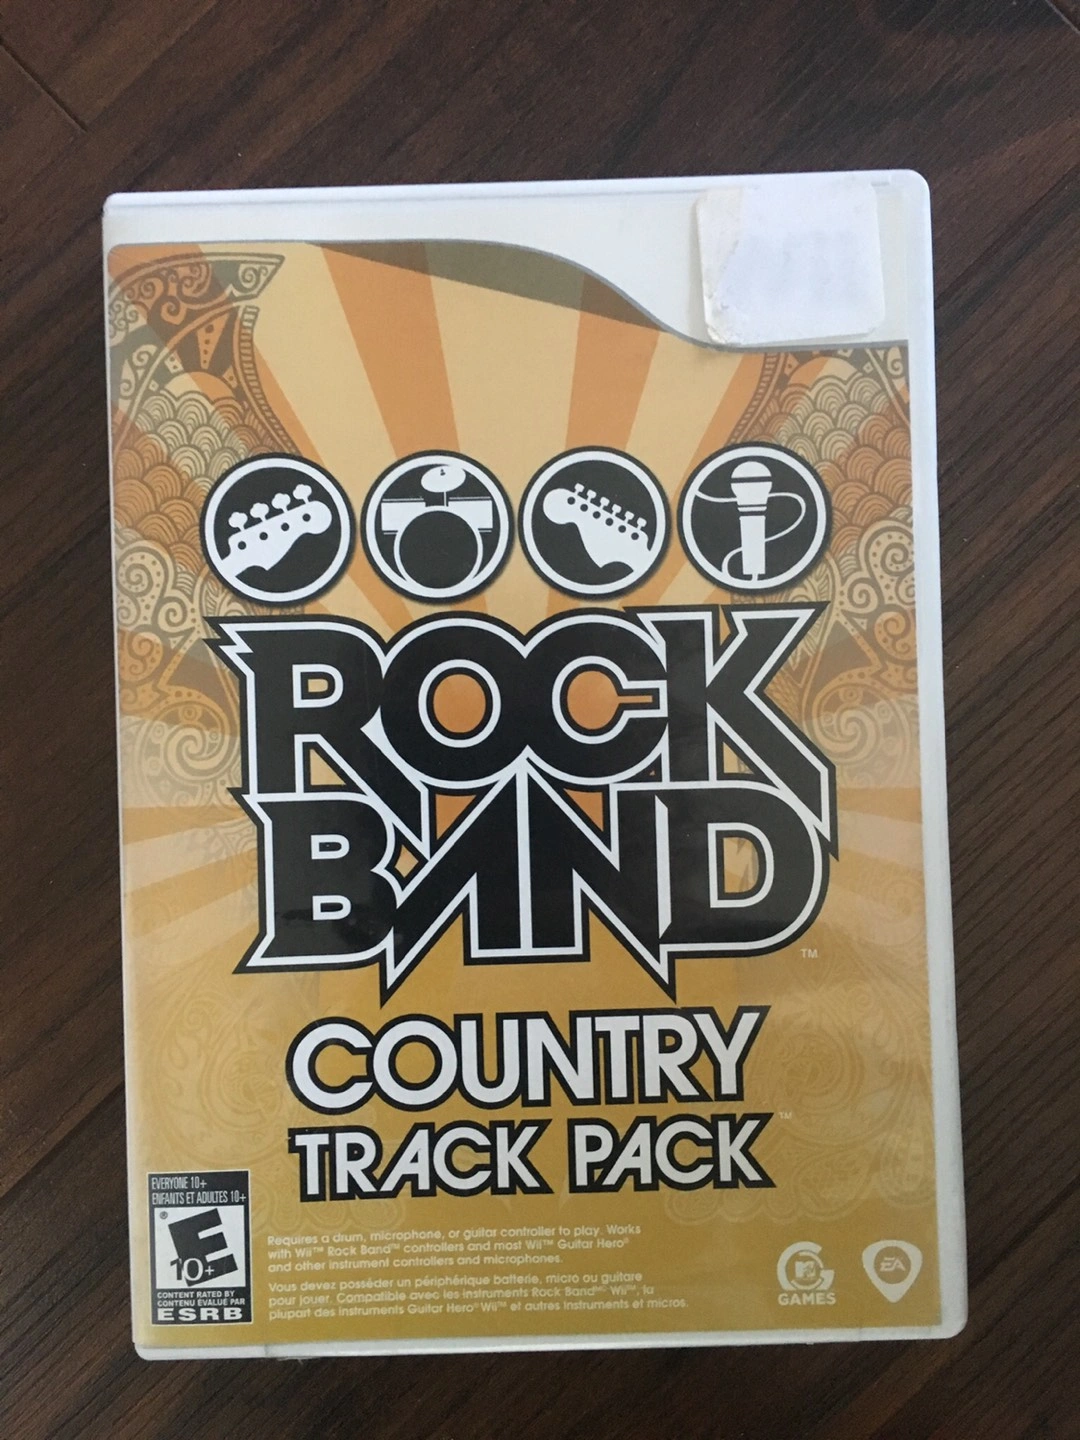 ROCK
BAND™
COUNTRY
TRACK PACK™
EVERYONE 10+
ENFANTS ET ADULTES 10+
®
E
10+
CONTENT RATED BY
CONTENU ÉVALUÉ PAR
ESRB
Requires a drum, microphone, or guitar controller to play. Works
with Wii™ Rock Band™ controllers and most Wii™ Guitar Hero®
and other instrument controllers and microphones.
Vous devez posséder un périphérique batterie, micro ou guitare
pour jouer. Compatible avec les instruments Rock Band^MC Wii™, la
plupart des instruments Guitar Hero® Wii™ et autres instruments et micros.
MTV
GAMES
EA